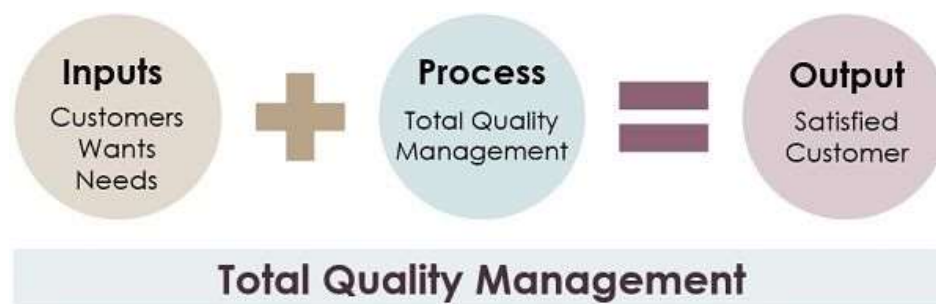 Inputs
Customers
Wants
Needs
Process
Total Quality
Management
Output
Satisfied
Customer
Total Quality Management